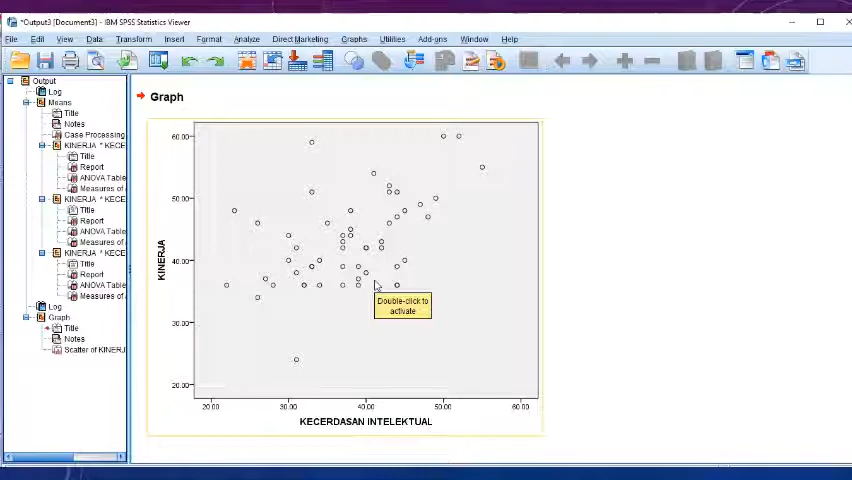 *Output3 [Document3] - IBM SPSS Statistics Viewer
File Edit View Data Transform Insert Format Analyze Direct Marketing Graphs Utilities Add-ons Window Help
Output
Log
Means
Title
Notes
Case Processing
KINERJA * KECE
Title
Report
ANOVA Table
Measures of
KINERJA * KECE
Title
Report
ANOVA Table
Measures of
KINERJA * KECE
Title
Report
ANOVA Table
Measures of
Log
Graph
Title
Notes
Scatter of KINERJ
Graph
60.00
50.00
40.00
30.00
20.00
KINERJA
Double-click to
activate
20.00 30.00 40.00 50.00 60.00
KECERDASAN INTELEKTUAL